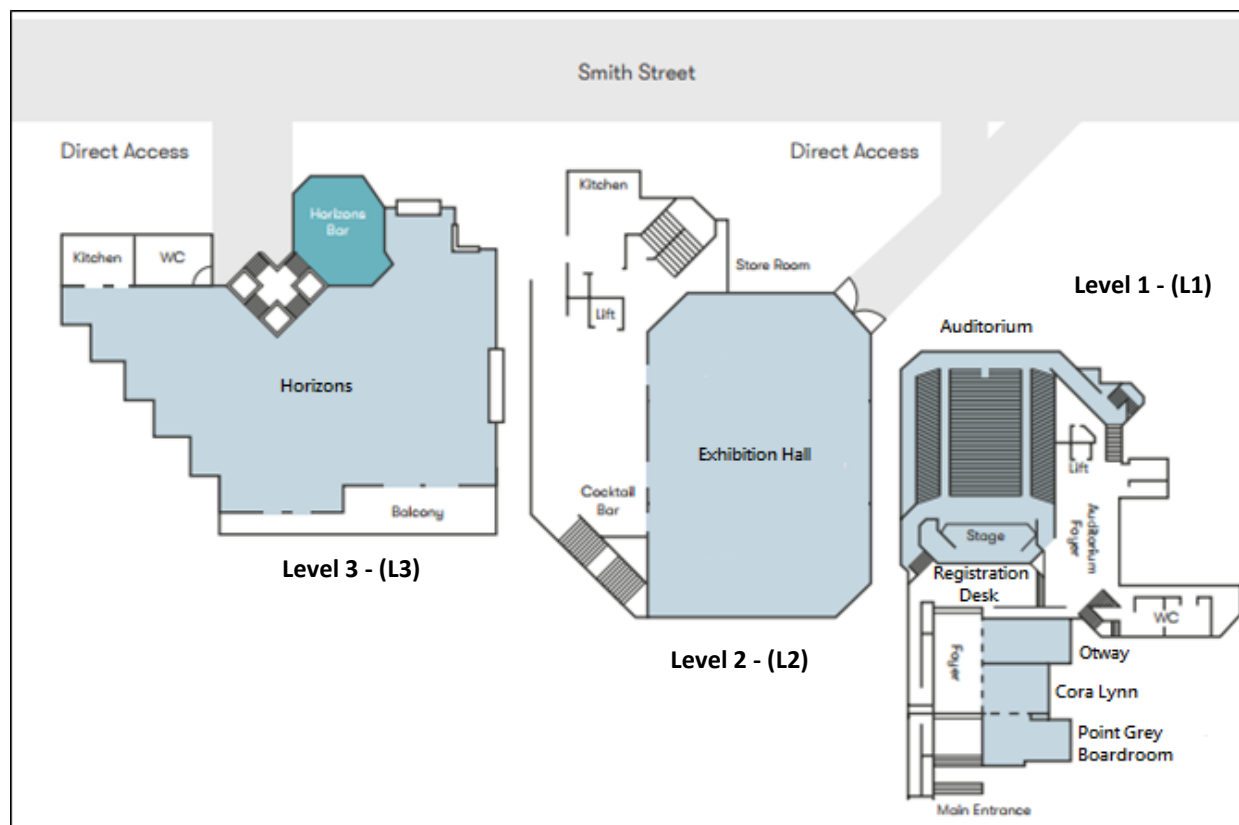 Smith Street
Direct Access
Direct Access
Horizons
Bar
Kitchen
WC
Horizons
Balcony
Level 3 - (L3)
Kitchen
Store Room
Lift
Exhibition Hall
Cocktail
Bar
Level 2 - (L2)
Level 1 - (L1)
Auditorium
Lift
Auditorium
Foyer
Stage
Registration
Desk
WC
Foyer
Otway
Cora Lynn
Point Grey
Boardroom
Main Entrance